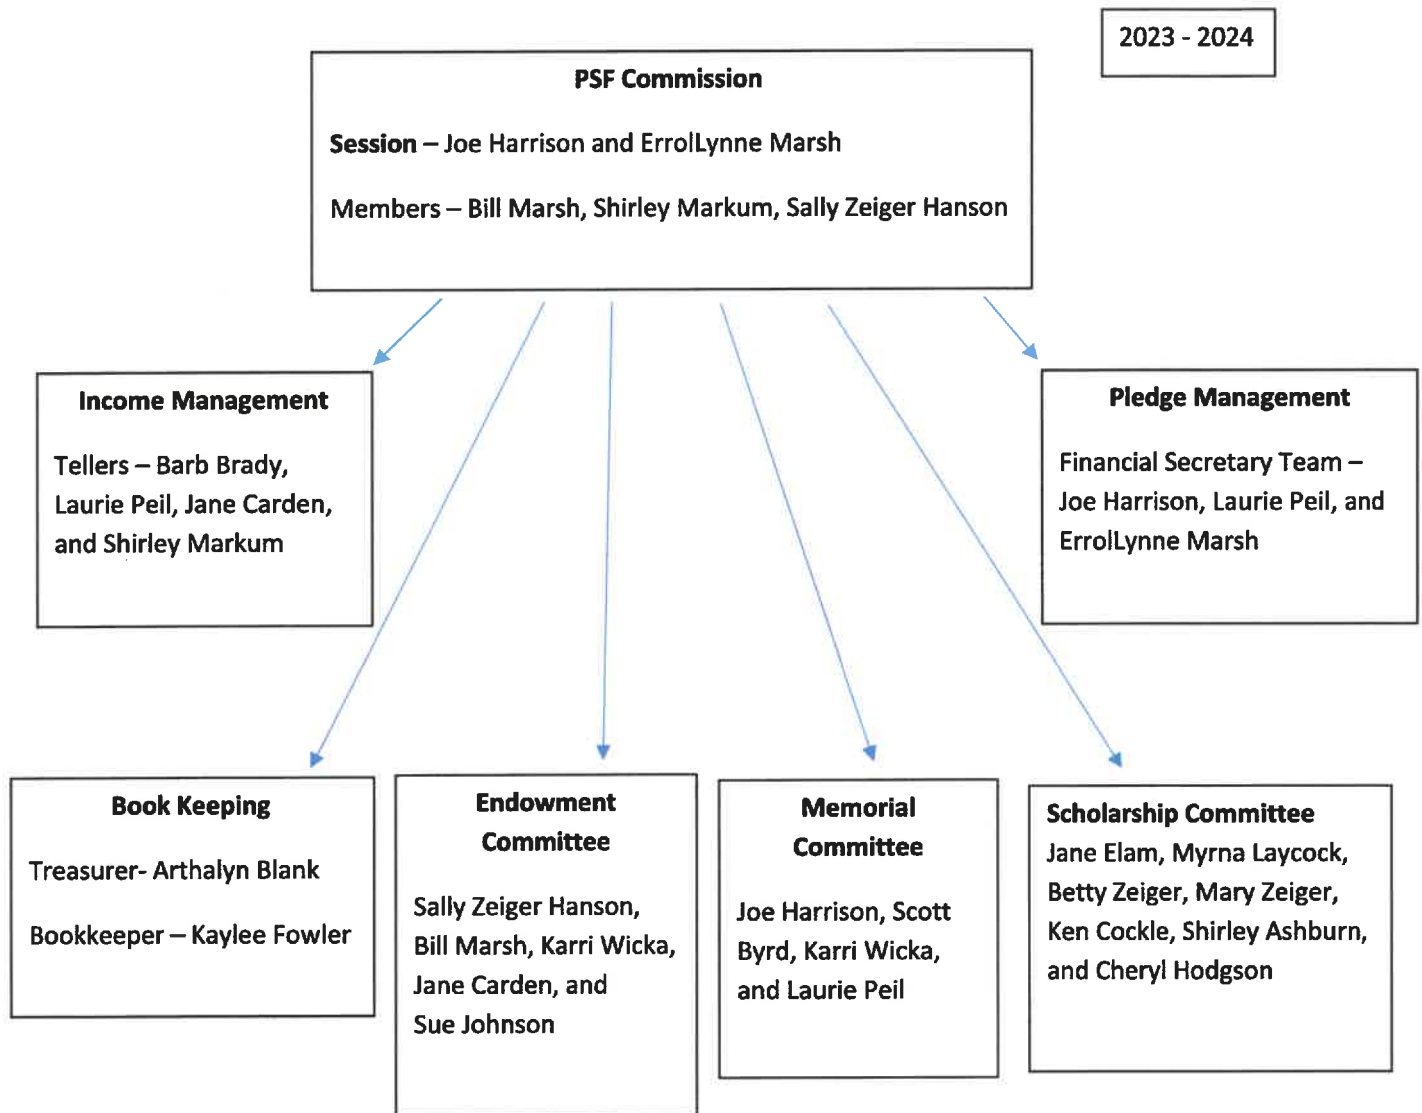 2023 - 2024
PSF Commission
Session – Joe Harrison and ErrolLynne Marsh
Members – Bill Marsh, Shirley Markum, Sally Zeiger Hanson
Income Management
Tellers – Barb Brady,
Laurie Peil, Jane Carden,
and Shirley Markum
Pledge Management
Financial Secretary Team –
Joe Harrison, Laurie Peil, and
ErrolLynne Marsh
Book Keeping
Treasurer- Arthalyn Blank
Bookkeeper – Kaylee Fowler
Endowment
Committee
Sally Zeiger Hanson,
Bill Marsh, Karri Wicka,
Jane Carden, and
Sue Johnson
Memorial
Committee
Joe Harrison, Scott
Byrd, Karri Wicka,
and Laurie Peil
Scholarship Committee
Jane Elam, Myrna Laycock,
Betty Zeiger, Mary Zeiger,
Ken Cockle, Shirley Ashburn,
and Cheryl Hodgson